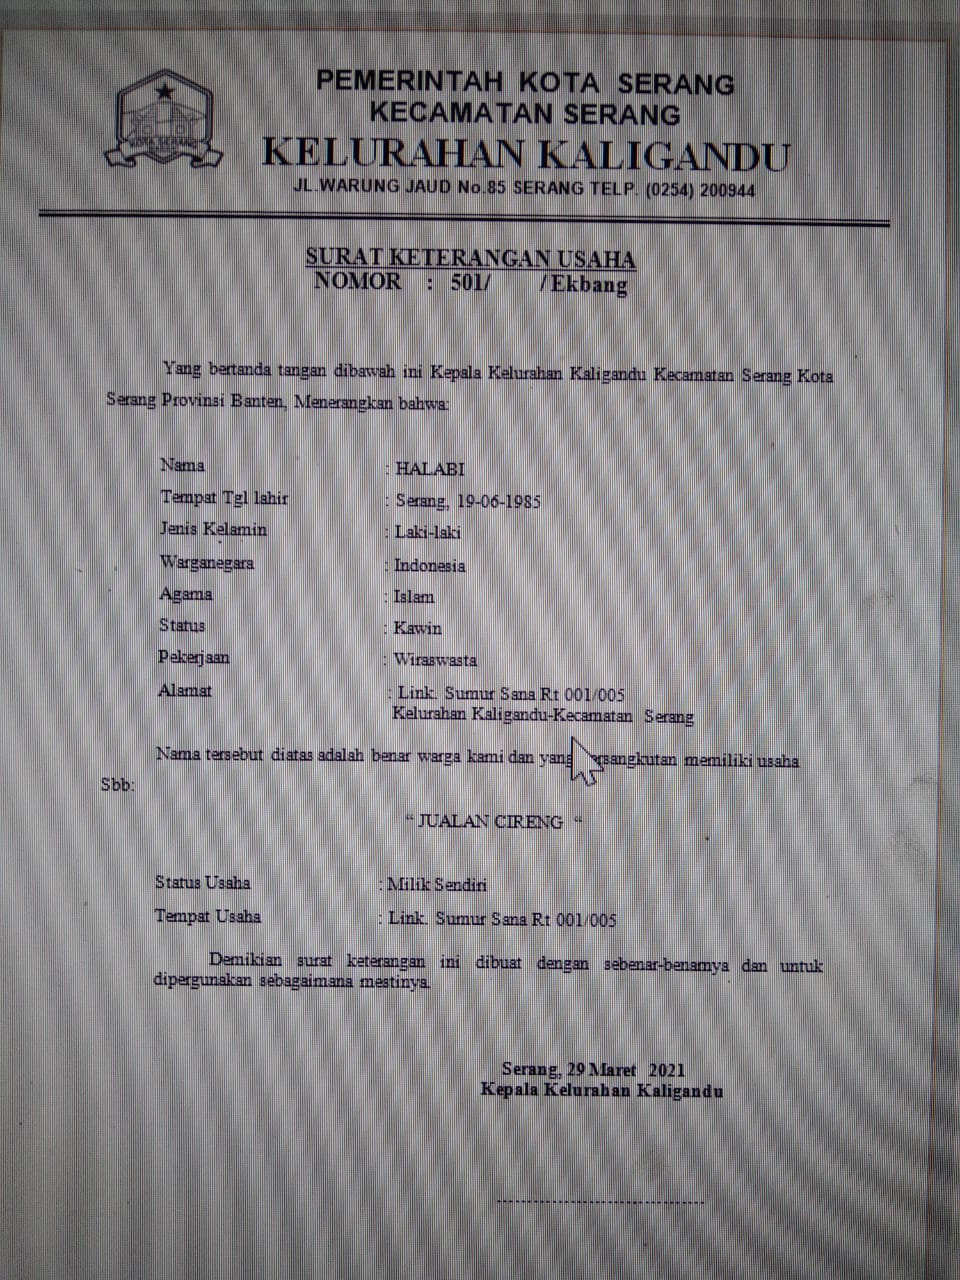 PEMERINTAH KOTA SERANG
KECAMATAN SERANG
KELURAHAN KALIGANDU
JL.WARUNG JAUD No.85 SERANG TELP. (0254) 200944
KOTA SERANG
SURAT KETERANGAN USAHA
NOMOR : 501/ /Ekbang
Yang bertanda tangan dibawah ini Kepala Kelurahan Kaligandu Kecamatan Serang Kota
Serang Provinsi Banten, Menerangkan bahwa:
Nama : HALABI
Tempat Tgl lahir : Serang, 19-06-1985
Jenis Kelamin : Laki-laki
Warganegara : Indonesia
Agama : Islam
Status : Kawin
Pekerjaan : Wiraswasta
Alamat : Link. Sumur Sana Rt 001/005
Kelurahan Kaligandu-Kecamatan Serang
Nama tersebut diatas adalah benar warga kami dan yang memiliki usaha
Sbb:
“ JUALAN CIRENG “
Status Usaha : Milik Sendiri
Tempat Usaha : Link. Sumur Sana Rt 001/005
Demikian surat keterangan ini dibuat dengan sebenar-benarnya dan untuk
dipergunakan sebagaimana mestinya.
Serang, 29 Maret 2021
Kepala Kelurahan Kaligandu